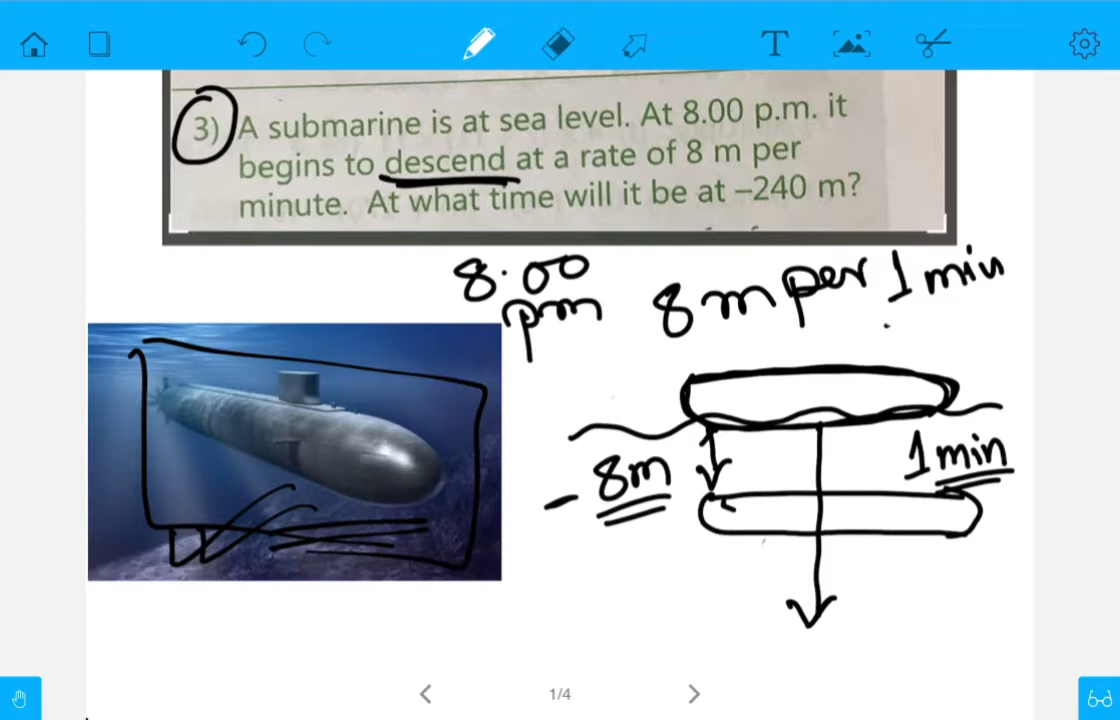 T
3) A submarine is at sea level. At 8.00 p.m. it
begins to descend at a rate of 8 m per
minute. At what time will it be at –240 m?
8.00
pm
8m per 1 min
- 8m
1 min
1/4